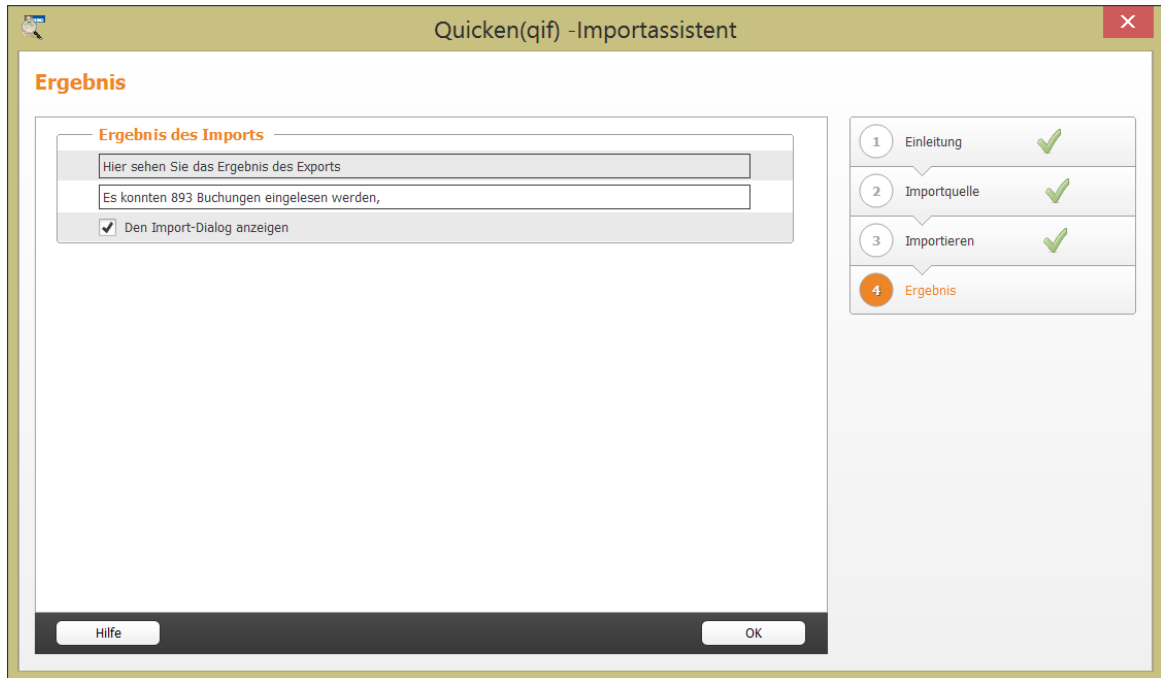 Quicken(qif) -Importassistent
Ergebnis
Ergebnis des Imports
Hier sehen Sie das Ergebnis des Exports
Es konnten 893 Buchungen eingelesen werden,
Den Import-Dialog anzeigen
1 Einleitung
2 Importquelle
3 Importieren
4 Ergebnis
Hilfe
OK